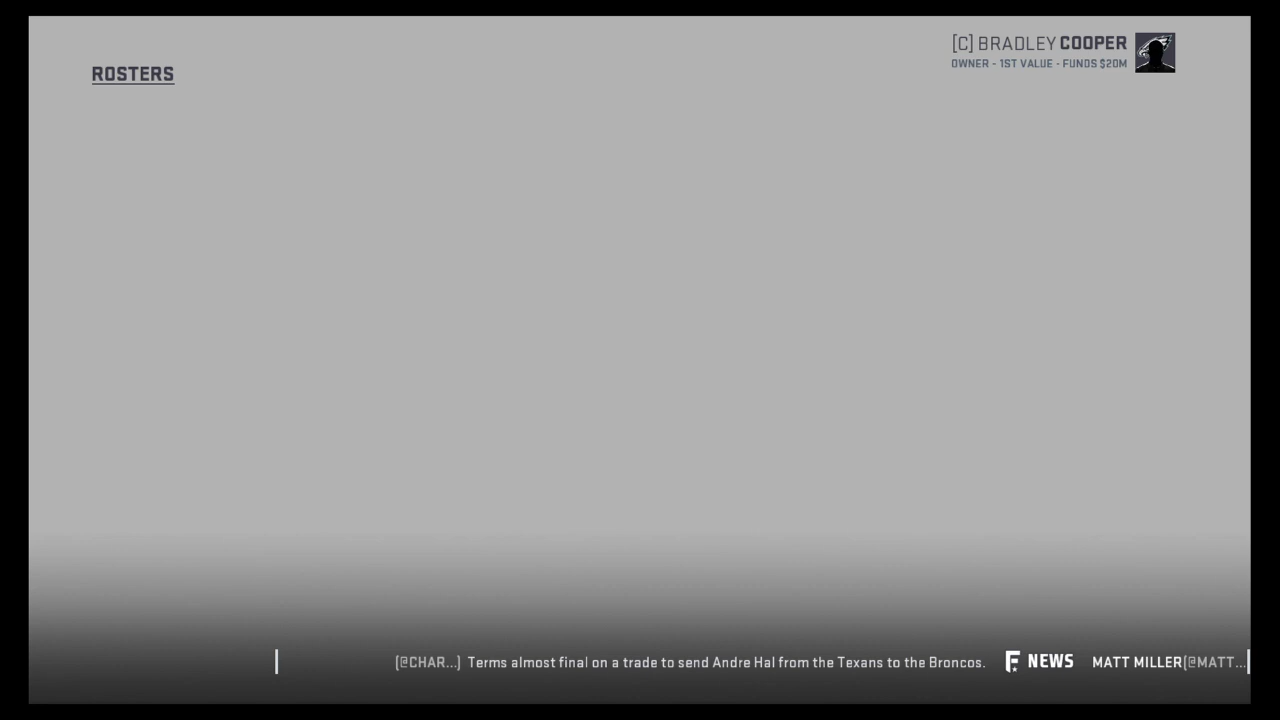 [C] BRADLEY COOPER
OWNER - 1ST VALUE - FUNDS $20M
ROSTERS
(@CHAR...) Terms almost final on a trade to send Andre Hal from the Texans to the Broncos. NEWS MATT MILLER(@MATT...